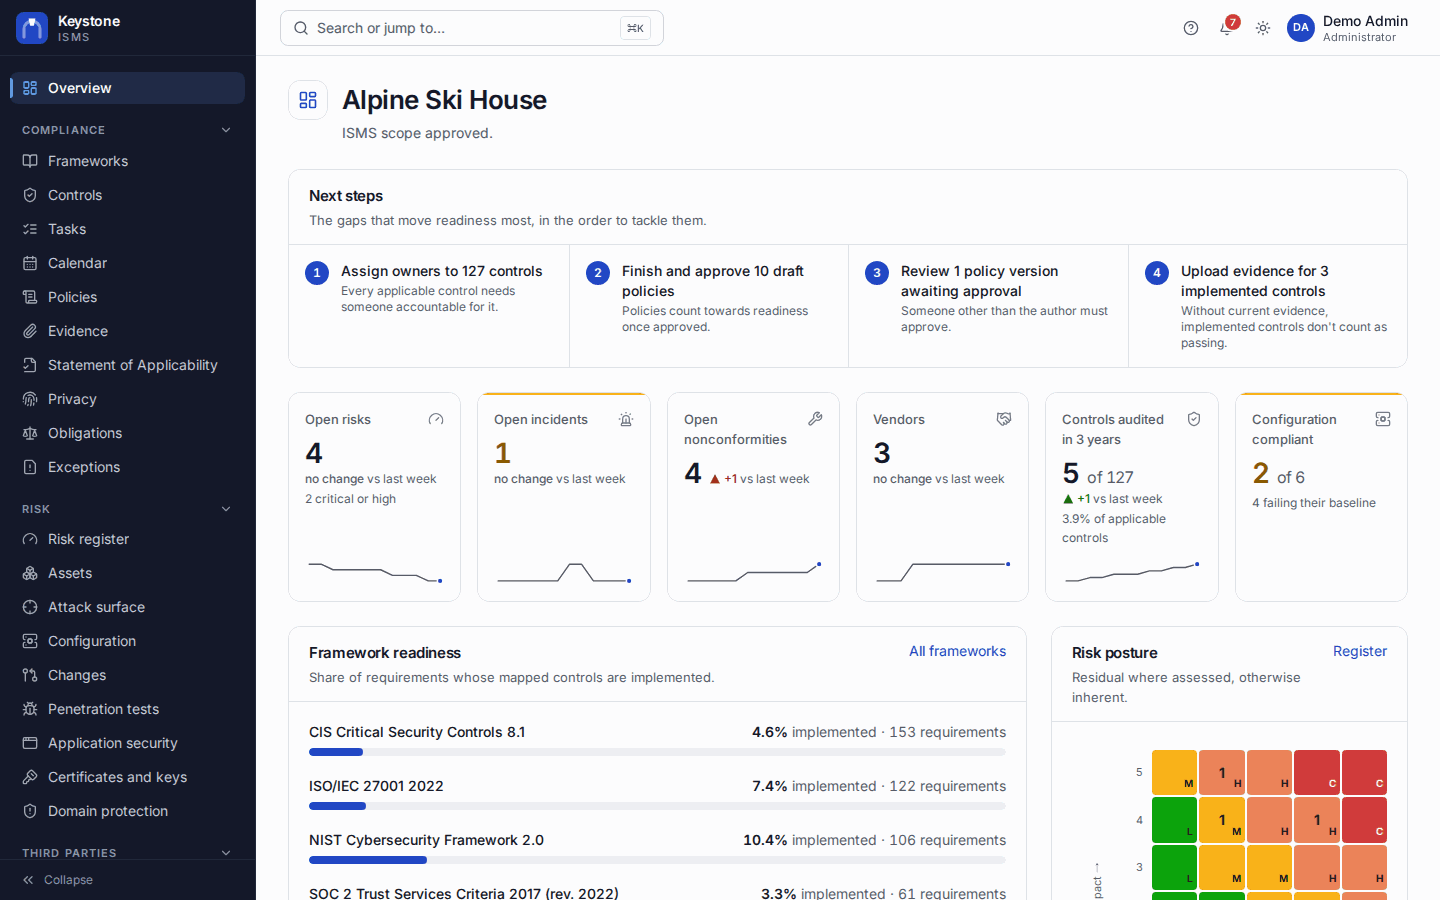 Keystone
ISMS
Search or jump to...
⌘K
7
DA
Demo Admin
Administrator
Overview
COMPLIANCE
Frameworks
Controls
Tasks
Calendar
Policies
Evidence
Statement of Applicability
Privacy
Obligations
Exceptions
RISK
Risk register
Assets
Attack surface
Configuration
Changes
Penetration tests
Application security
Certificates and keys
Domain protection
THIRD PARTIES
Collapse
Alpine Ski House
ISMS scope approved.
Next steps
The gaps that move readiness most, in the order to tackle them.
1
Assign owners to 127 controls
Every applicable control needs
someone accountable for it.
2
Finish and approve 10 draft
policies
Policies count towards readiness
once approved.
3
Review 1 policy version
awaiting approval
Someone other than the author must
approve.
4
Upload evidence for 3
implemented controls
Without current evidence,
implemented controls don't count as
passing.
Open risks
4
no change vs last week
2 critical or high
Open incidents
1
no change vs last week
Open
nonconformities
4 ▲ +1 vs last week
Vendors
3
no change vs last week
Controls audited
in 3 years
5 of 127
▲ +1 vs last week
3.9% of applicable
controls
Configuration
compliant
2 of 6
4 failing their baseline
Framework readiness
All frameworks
Share of requirements whose mapped controls are implemented.
CIS Critical Security Controls 8.1
4.6% implemented · 153 requirements
ISO/IEC 27001 2022
7.4% implemented · 122 requirements
NIST Cybersecurity Framework 2.0
10.4% implemented · 106 requirements
SOC 2 Trust Services Criteria 2017 (rev. 2022)
3.3% implemented · 61 requirements
Risk posture
Register
Residual where assessed, otherwise
inherent.
5
M
1 H
H
C
C
4
L
1 M
H
1 H
C
3
L
M
M
H
H
pact →